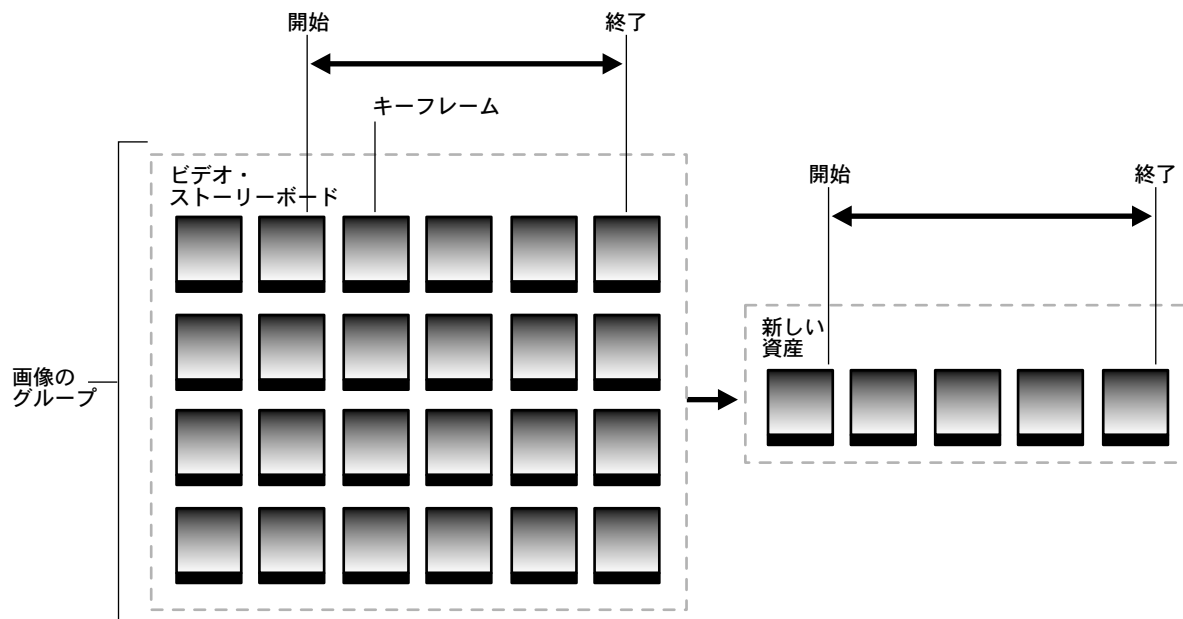 開始
終了
キーフレーム
ビデオ・
ストーリーボード
画像の
グループ
開始
終了
新しい
資産